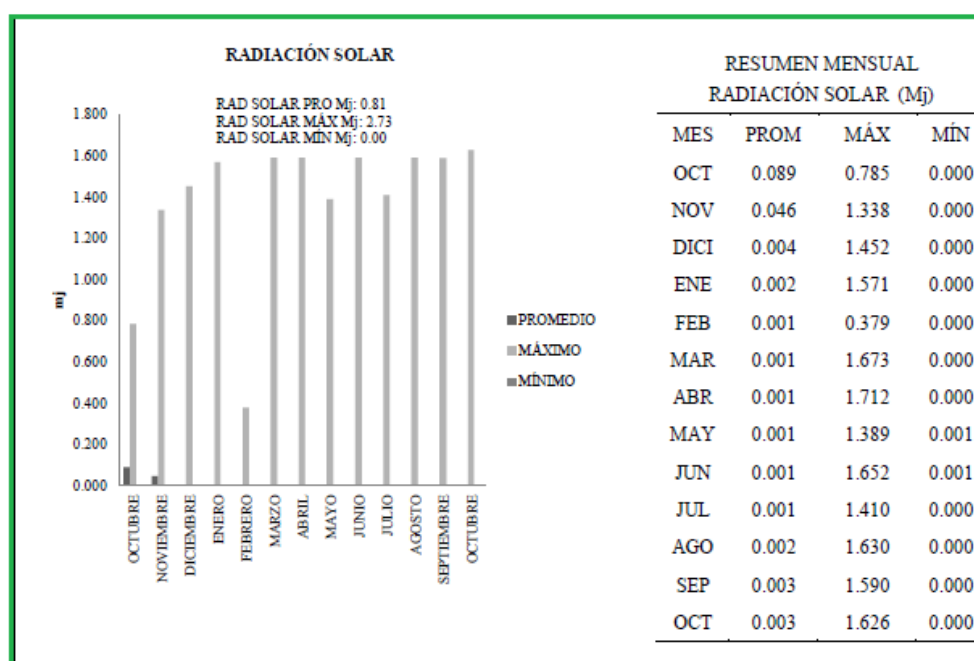 RADIACIÓN SOLAR
RAD SOLAR PRO Mj: 0.81
RAD SOLAR MÁX Mj: 2.73
RAD SOLAR MÍN Mj: 0.00
1.800
1.600
1.400
1.200
1.000
0.800
0.600
0.400
0.200
0.000
mj
OCTUBRE
NOVIEMBRE
DICIEMBRE
ENERO
FEBRERO
MARZO
ABRIL
MAYO
JUNIO
JULIO
AGOSTO
SEPTIEMBRE
OCTUBRE
PROMEDIO
MÁXIMO
MÍNIMO
RESUMEN MENSUAL
RADIACIÓN SOLAR (Mj)
MES PROM MÁX MÍN
OCT 0.089 0.785 0.000
NOV 0.046 1.338 0.000
DICI 0.004 1.452 0.000
ENE 0.002 1.571 0.000
FEB 0.001 0.379 0.000
MAR 0.001 1.673 0.000
ABR 0.001 1.712 0.000
MAY 0.001 1.389 0.001
JUN 0.001 1.652 0.001
JUL 0.001 1.410 0.000
AGO 0.002 1.630 0.000
SEP 0.003 1.590 0.000
OCT 0.003 1.626 0.000